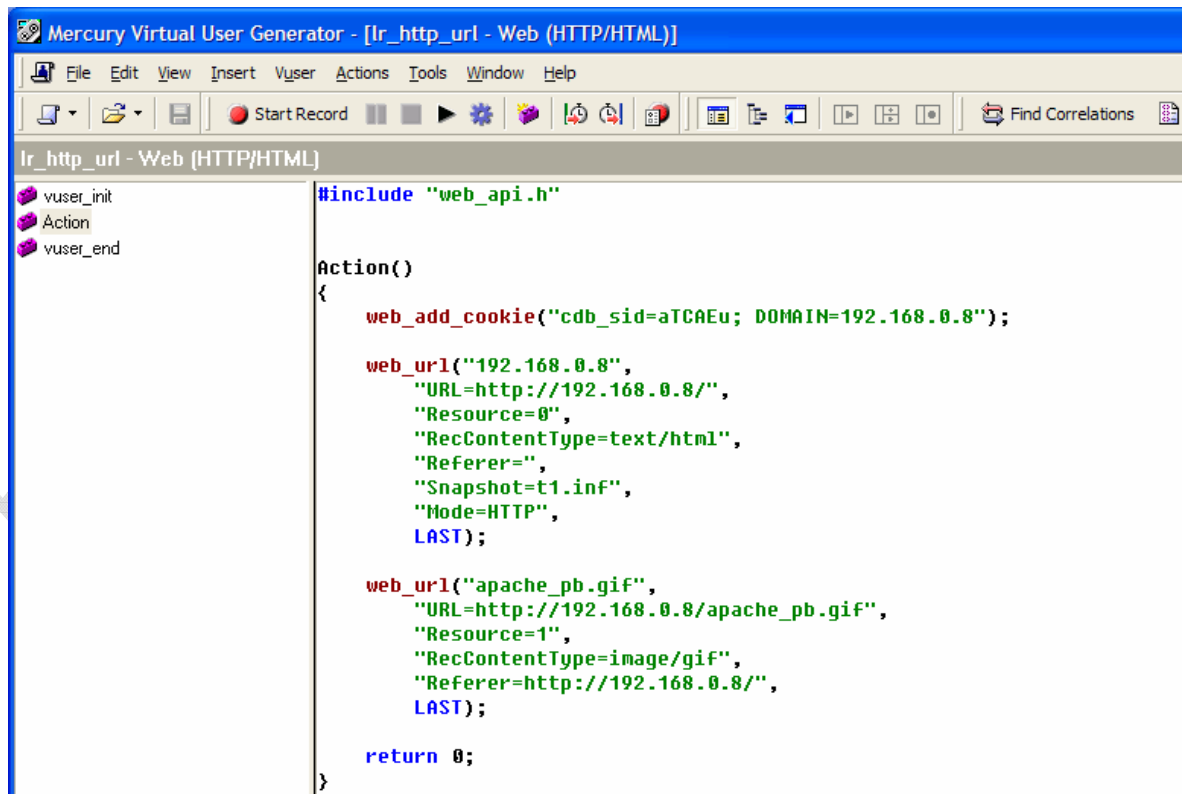 Mercury Virtual User Generator - [lr_http_url - Web (HTTP/HTML)]
File Edit View Insert Vuser Actions Tools Window Help
Start Record Find Correlations
lr_http_url - Web (HTTP/HTML)
vuser_init
Action
vuser_end
#include "web_api.h"
Action()
{
web_add_cookie("cdb_sid=aTCAEu; DOMAIN=192.168.0.8");
web_url("192.168.0.8",
"URL=http://192.168.0.8/",
"Resource=0",
"RecContentType=text/html",
"Referer=",
"Snapshot=t1.inf",
"Mode=HTTP",
LAST);
web_url("apache_pb.gif",
"URL=http://192.168.0.8/apache_pb.gif",
"Resource=1",
"RecContentType=image/gif",
"Referer=http://192.168.0.8/",
LAST);
return 0;
}